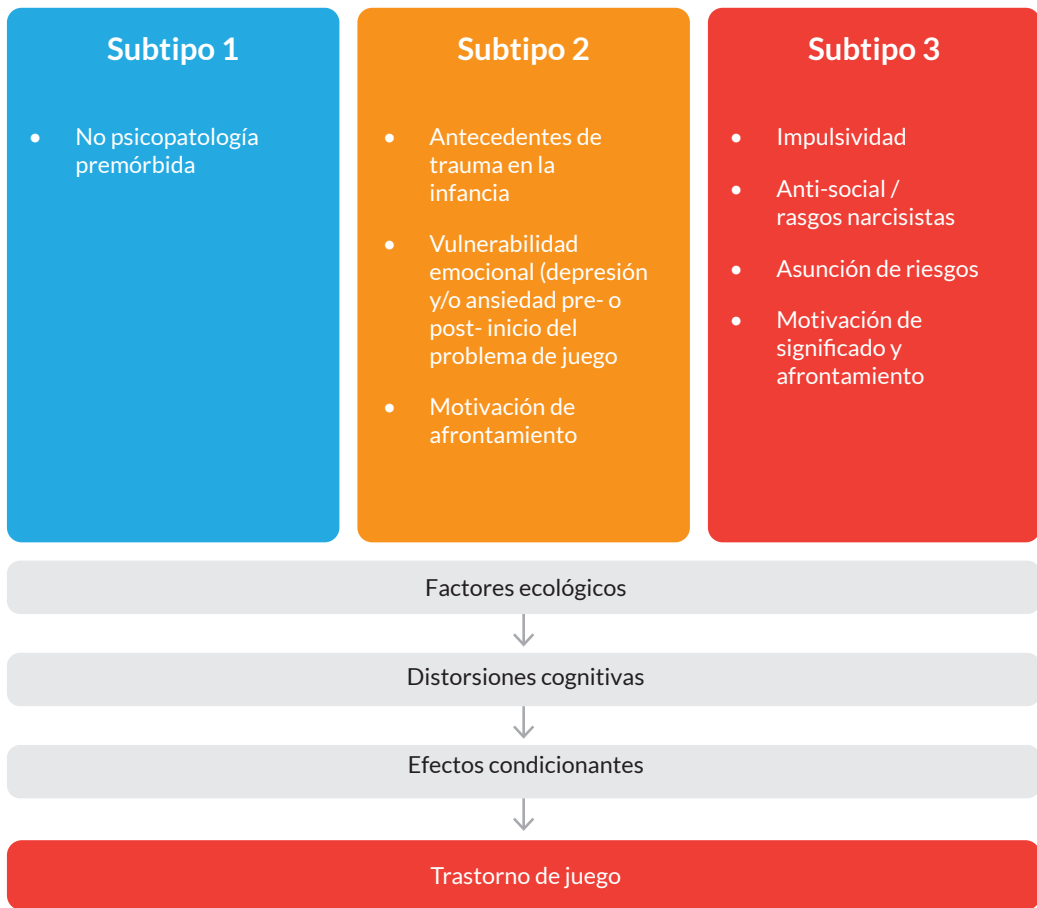 Subtipo 1
• No psicopatología
premórbida
Subtipo 2
• Antecedentes de
trauma en la
infancia
• Vulnerabilidad
emocional (depresión
y/o ansiedad pre- o
post- inicio del
problema de juego
• Motivación de
afrontamiento
Subtipo 3
• Impulsividad
• Anti-social /
rasgos narcisistas
• Asunción de riesgos
• Motivación de
significado y
afrontamiento
Factores ecológicos
Distorsiones cognitivas
Efectos condicionantes
Trastorno de juego